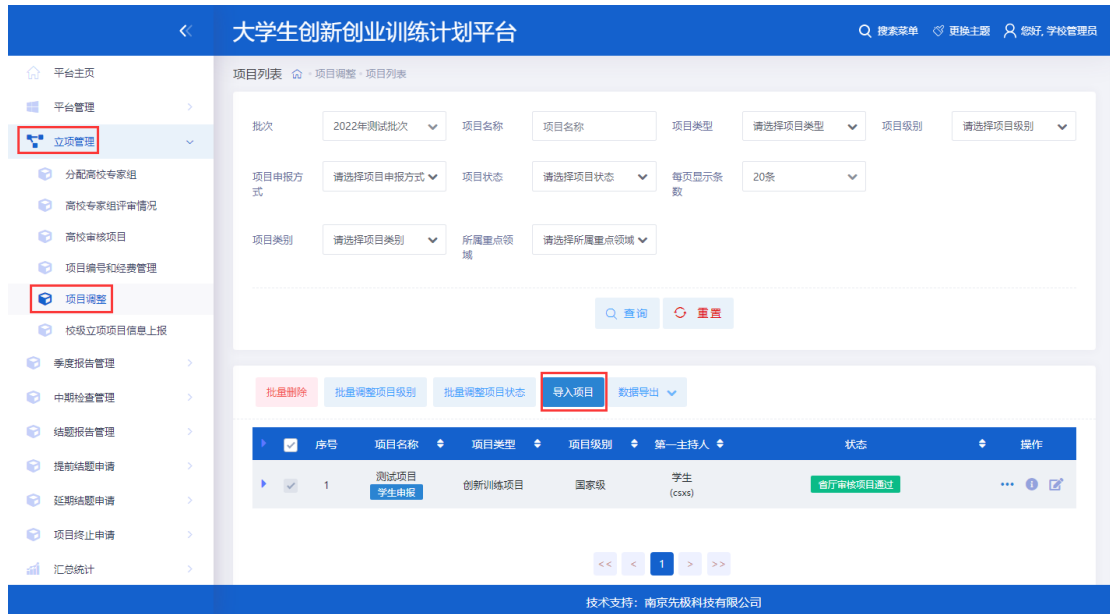 大学生创新创业训练计划平台
搜索菜单 更换主题 您好, 学校管理员
平台主页
平台管理
立项管理
分配高校专家组
高校专家组评审情况
高校审核项目
项目编号和经费管理
项目调整
校级立项项目信息上报
季度报告管理
中期检查管理
结题报告管理
提前结题申请
延期结题申请
项目终止申请
汇总统计
项目列表 项目调整 项目列表
批次 2022年测试批次 项目名称 项目名称 项目类型 请选择项目类型 项目级别 请选择项目级别
项目申报方式 请选择项目申报方式 项目状态 请选择项目状态 每页显示条数 20条
项目类别 请选择项目类别 所属重点领域 请选择所属重点领域
查询 重置
批量删除 批量调整项目级别 批量调整项目状态 导入项目 数据导出
序号 项目名称 项目类型 项目级别 第一主持人 状态 操作
1 测试项目 创新训练项目 国家级 学生 省厅审核项目通过
学生申报 (csxs)
<< < 1 > >>
技术支持：南京先极科技有限公司